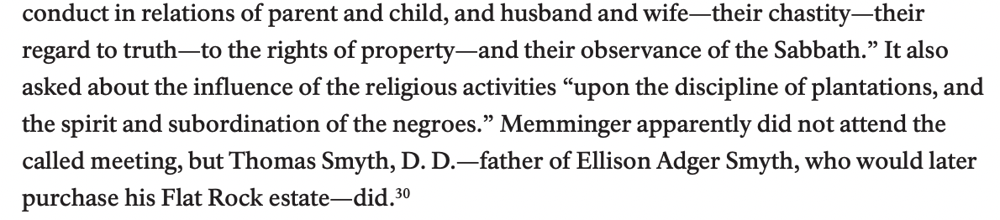 conduct in relations of parent and child, and husband and wife—their chastity—their
regard to truth—to the rights of property—and their observance of the Sabbath.” It also
asked about the influence of the religious activities “upon the discipline of plantations, and
the spirit and subordination of the negroes.” Memminger apparently did not attend the
called meeting, but Thomas Smyth, D. D.—father of Ellison Adger Smyth, who would later
purchase his Flat Rock estate—did.30